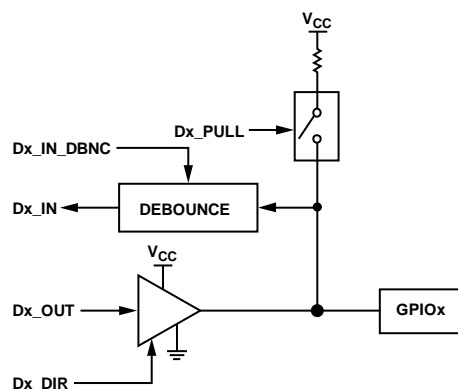 VCC
Dx_PULL
Dx_IN_DBNC
Dx_IN
DEBOUNCE
VCC
Dx_OUT
GPIOx
Dx_DIR